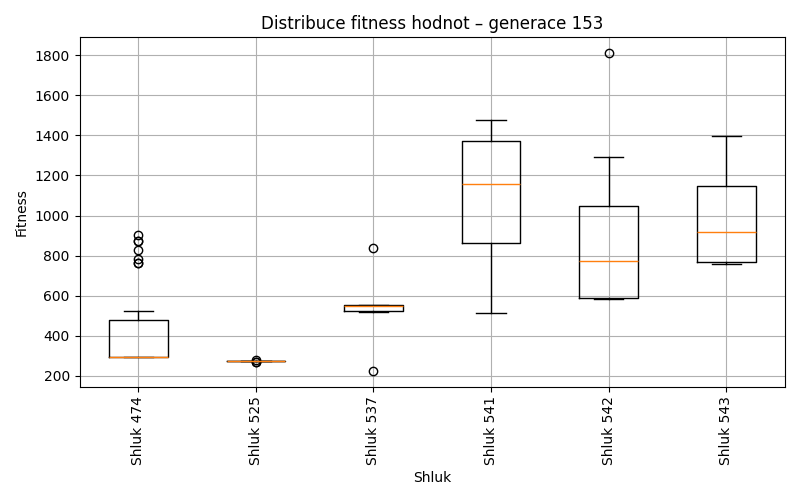 Distribuce fitness hodnot – generace 153
Fitness
1800
1600
1400
1200
1000
800
600
400
200
Shluk 474
Shluk 525
Shluk 537
Shluk 541
Shluk 542
Shluk 543
Shluk